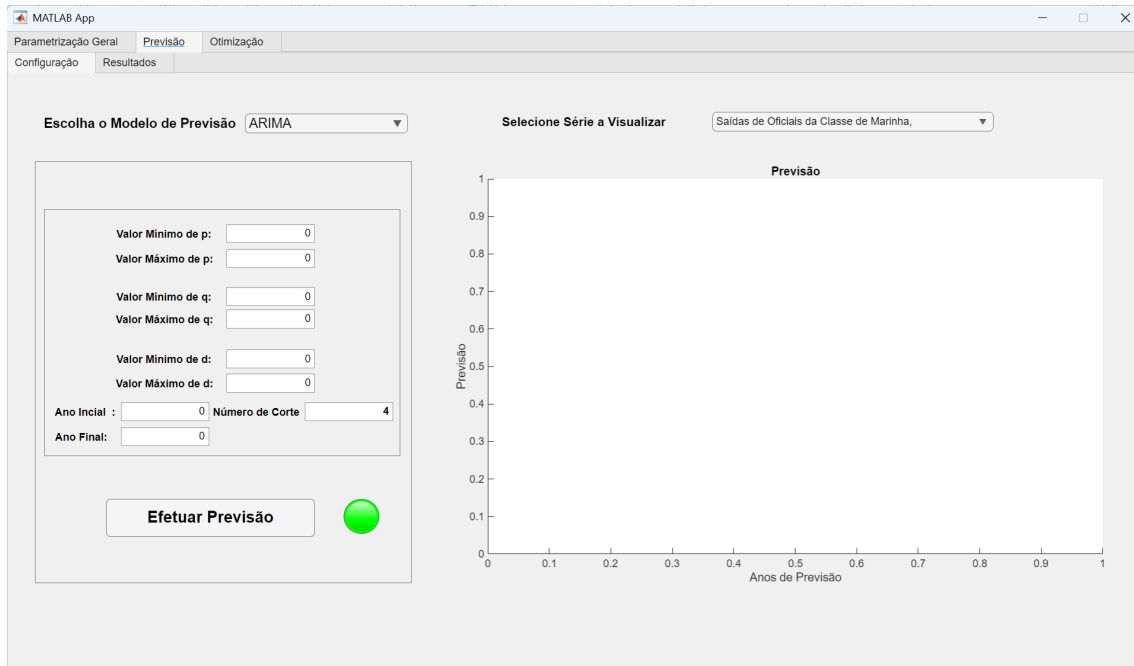 MATLAB App
Parametrização Geral Previsão Otimização
Configuração Resultados
Escolha o Modelo de Previsão ARIMA
Selecione Série a Visualizar Saídas de Oficiais da Classe de Marinha,
Valor Mínimo de p: 0
Valor Máximo de p: 0
Valor Mínimo de q: 0
Valor Máximo de q: 0
Valor Mínimo de d: 0
Valor Máximo de d: 0
Ano Incial : 0 Número de Corte 4
Ano Final: 0
Efetuar Previsão
Previsão
1
0.9
0.8
0.7
0.6
0.5
0.4
0.3
0.2
0.1
0
Previsão
0 0.1 0.2 0.3 0.4 0.5 0.6 0.7 0.8 0.9 1
Anos de Previsão